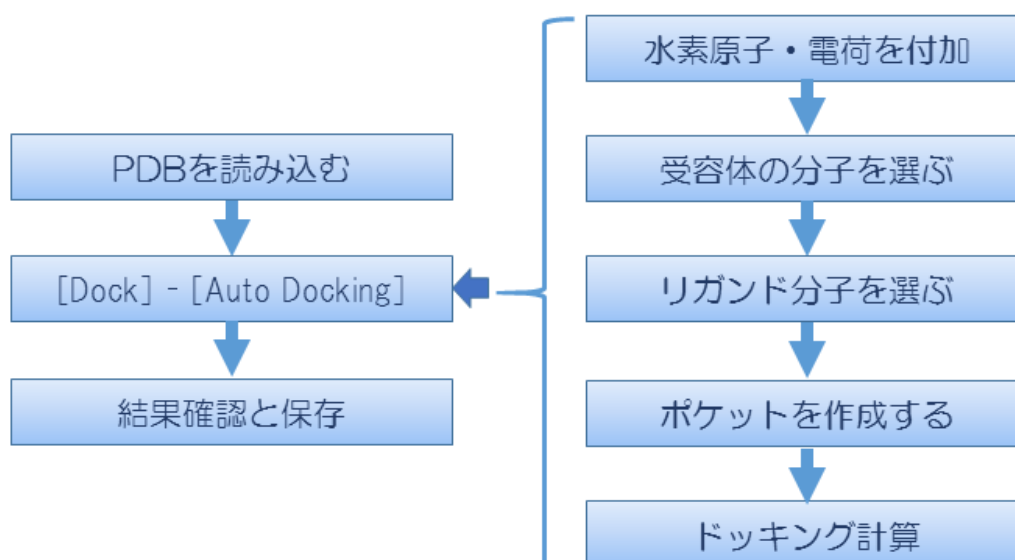 PDBを読み込む
[Dock] - [Auto Docking]
結果確認と保存
水素原子・電荷を付加
受容体の分子を選ぶ
リガンド分子を選ぶ
ポケットを作成する
ドッキング計算